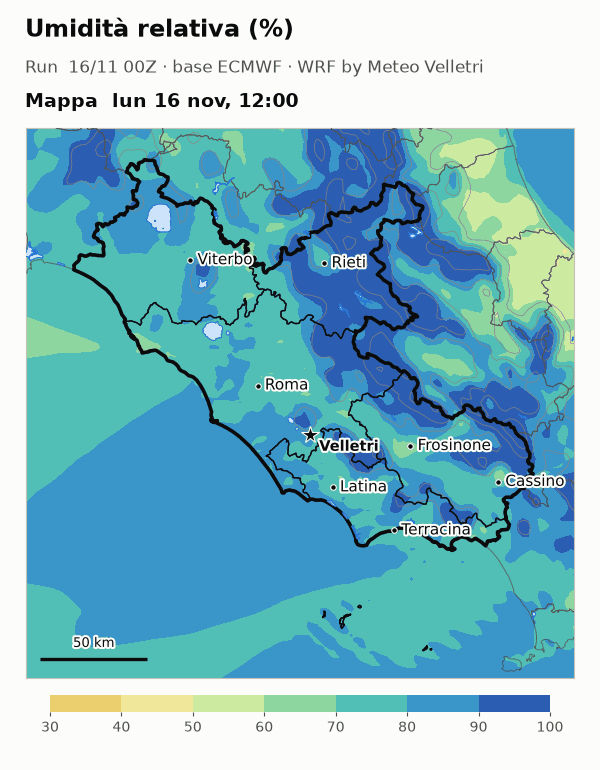 Umidità relativa (%)
Run  16/11 00Z · base ECMWF · WRF by Meteo Velletri
Mappa  lun 16 nov, 12:00
Viterbo
Rieti
Roma
Velletri
Frosinone
Cassino
Latina
Terracina
50 km
30 40 50 60 70 80 90 100